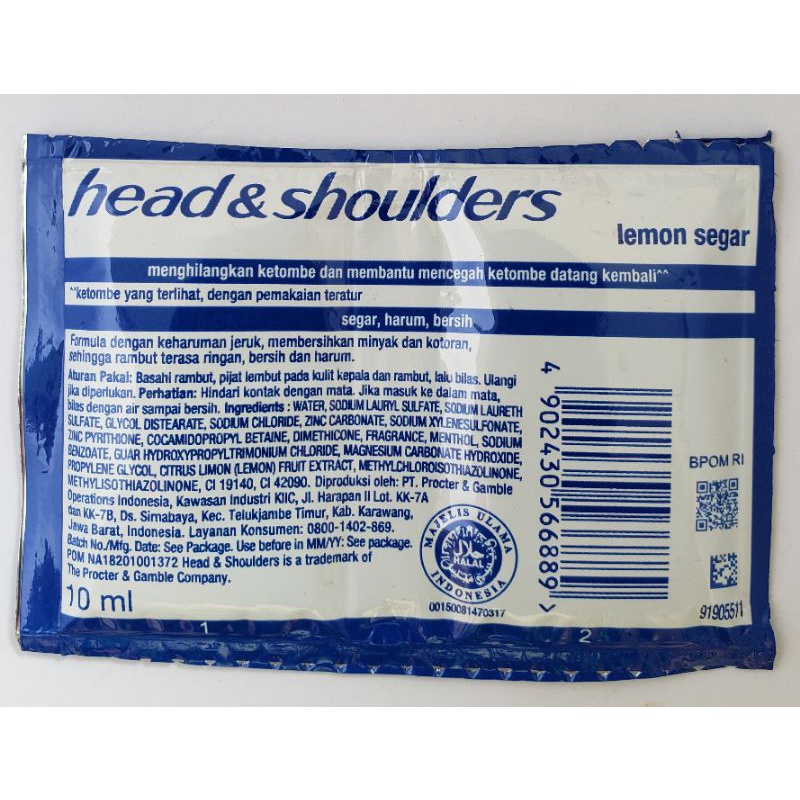 head & shoulders
lemon segar
menghilangkan ketombe dan membantu mencegah ketombe datang kembali^^
^^ketombe yang terlihat, dengan pemakaian teratur
segar, harum, bersih
Formula dengan keharuman jeruk, membersihkan minyak dan kotoran,
sehingga rambut terasa ringan, bersih dan harum.
Aturan Pakai: Basahi rambut, pijat lembut pada kulit kepala dan rambut, lalu bilas. Ulangi
jika diperlukan. Perhatian: Hindari kontak dengan mata. Jika masuk ke dalam mata,
bilas dengan air sampai bersih. Ingredients : WATER, SODIUM LAURYL SULFATE, SODIUM LAURETH
SULFATE, GLYCOL DISTEARATE, SODIUM CHLORIDE, ZINC CARBONATE, SODIUM XYLENESULFONATE,
ZINC PYRITHIONE, COCAMIDOPROPYL BETAINE, DIMETHICONE, FRAGRANCE, MENTHOL, SODIUM
BENZOATE, GUAR HYDROXYPROPYLTRIMONIUM CHLORIDE, MAGNESIUM CARBONATE HYDROXIDE,
PROPYLENE GLYCOL, CITRUS LIMON (LEMON) FRUIT EXTRACT, METHYLCHLOROISOTHIAZOLINONE,
METHYLISOTHIAZOLINONE, CI 19140, CI 42090. Diproduksi oleh: PT. Procter & Gamble
Operations Indonesia, Kawasan Industri KIIC, Jl. Harapan II Lot. KK-7A
dan KK-7B, Ds. Sirnabaya, Kec. Telukjambe Timur, Kab. Karawang,
Jawa Barat, Indonesia. Layanan Konsumen: 0800-1402-869.
Batch No./Mfg. Date: See Package. Use before in MM/YY: See package.
POM NA18201001372 Head & Shoulders is a trademark of
The Procter & Gamble Company.
10 ml
MAJELIS ULAMA
HALAL
INDONESIA
00150081470317
4 902430 566889 >
BPOM RI
91905511
1
2